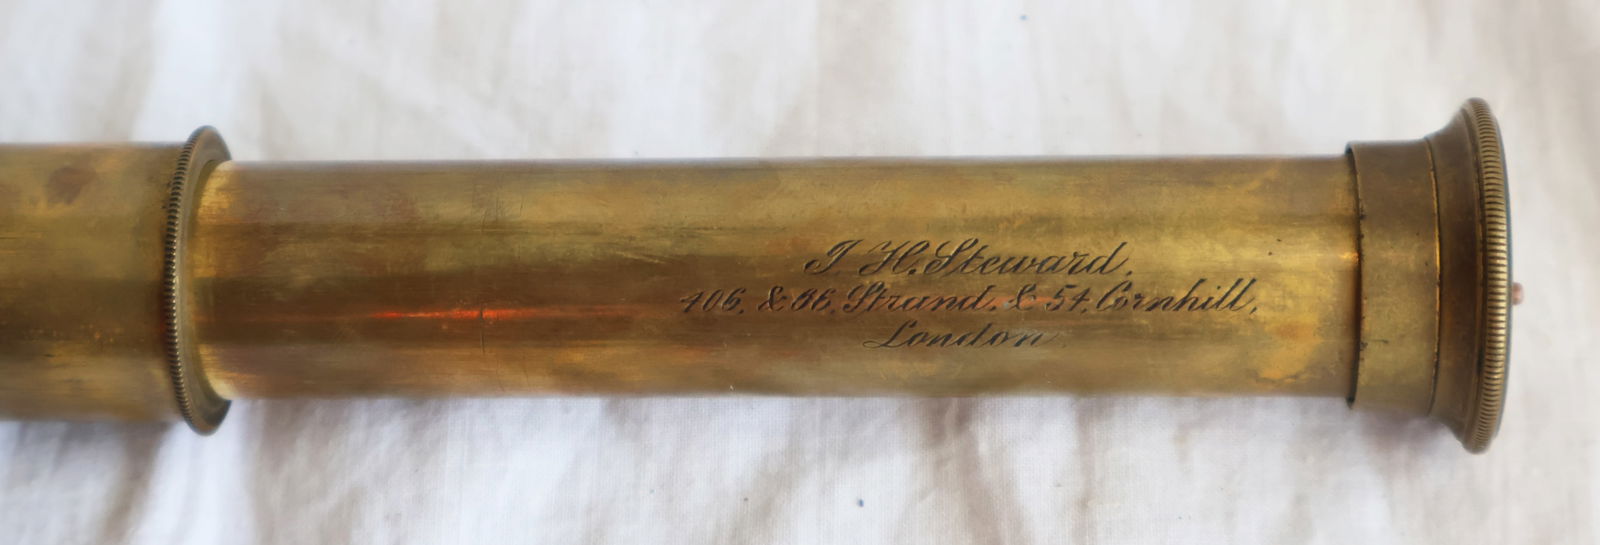 J. H. Steward,
406, & 66, Strand. & 54, Cornhill,
London.